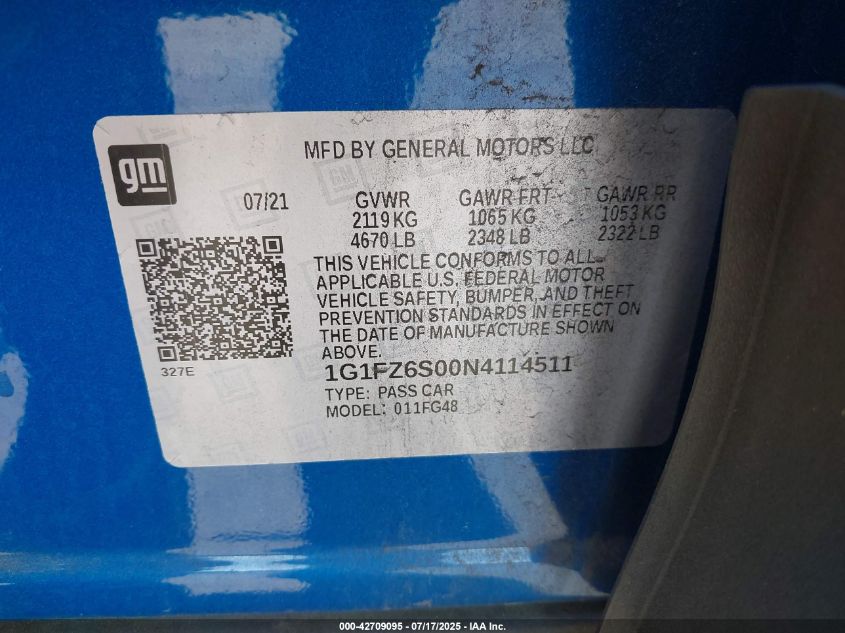 gm
MFD BY GENERAL MOTORS LLC
07/21
GVWR GAWR FRT GAWR RR
2119 KG 1065 KG 1053 KG
4670 LB 2348 LB 2322 LB
THIS VEHICLE CONFORMS TO ALL
APPLICABLE U.S. FEDERAL MOTOR
VEHICLE SAFETY, BUMPER, AND THEFT
PREVENTION STANDARDS IN EFFECT ON
THE DATE OF MANUFACTURE SHOWN
ABOVE.
327E
1G1FZ6S00N4114511
TYPE: PASS CAR
MODEL: 011FG48
000-42709095 - 07/17/2025 - IAA Inc.